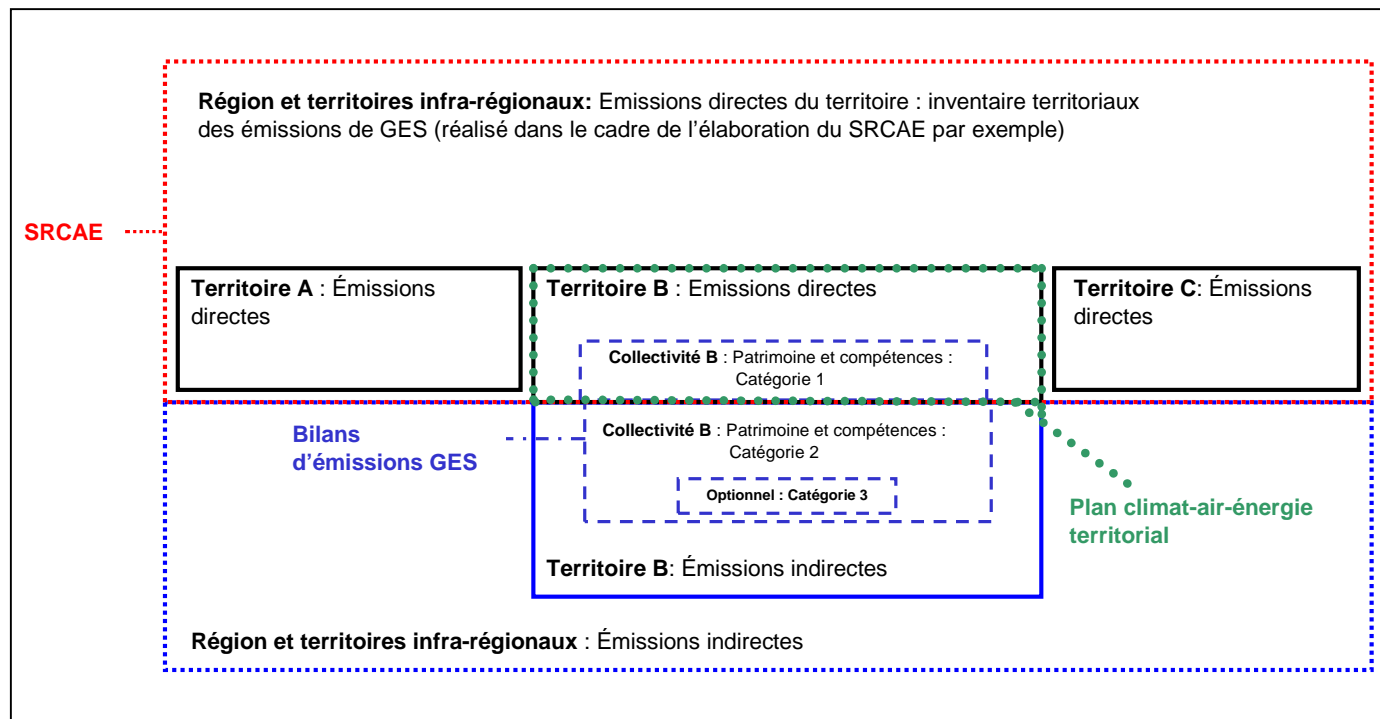 Région et territoires infra-régionaux: Emissions directes du territoire : inventaire territoriaux
des émissions de GES (réalisé dans le cadre de l'élaboration du SRCAE par exemple)
SRCAE
Territoire A : Émissions
directes
Territoire B : Emissions directes
Territoire C: Émissions
directes
Collectivité B : Patrimoine et compétences :
Catégorie 1
Bilans
d'émissions GES
Collectivité B : Patrimoine et compétences :
Catégorie 2
Optionnel : Catégorie 3
Plan climat-air-énergie
territorial
Territoire B: Émissions indirectes
Région et territoires infra-régionaux : Émissions indirectes